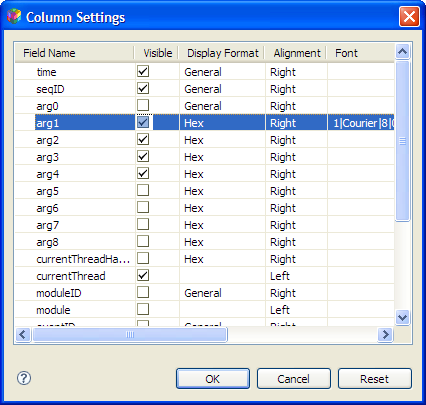 Column Settings
Field Name Visible Display Format Alignment Font
time General Right
seqID General Right
arg0 General Right
arg1 Hex Right 1|Courier|8|
arg2 Hex Right
arg3 Hex Right
arg4 Hex Right
arg5 Hex Right
arg6 Hex Right
arg7 Hex Right
arg8 Hex Right
currentThreadHa... Hex Right
currentThread Left
moduleID General Right
module Left
eventID General Right
? OK Cancel Reset